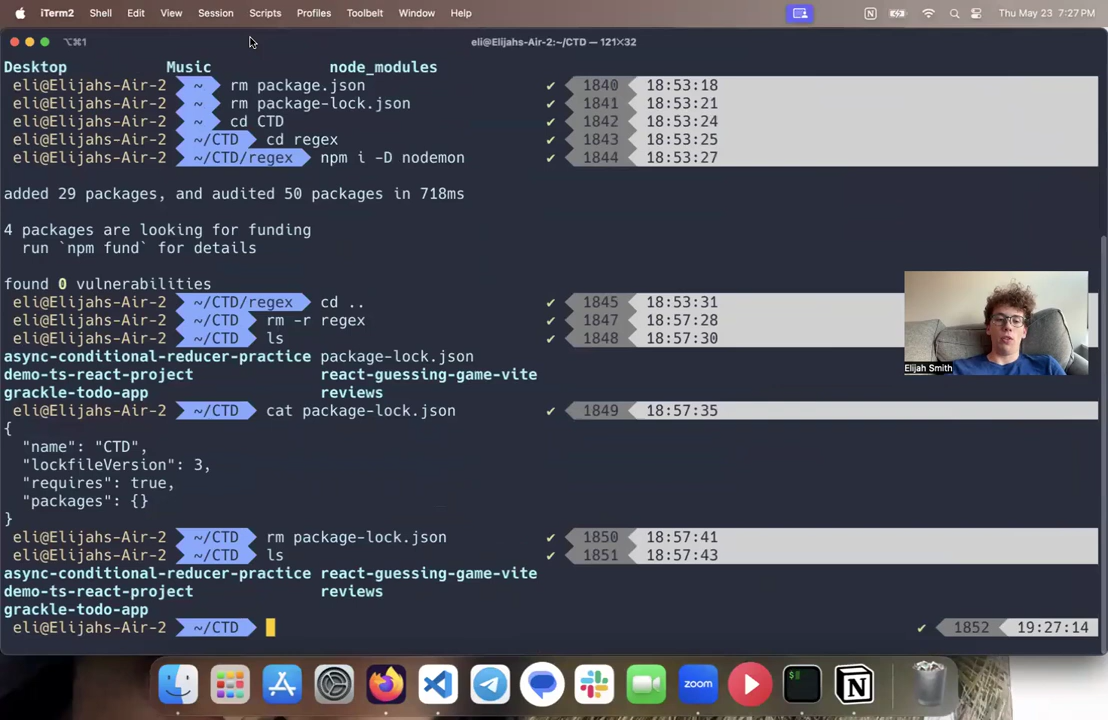 iTerm2 Shell Edit View Session Scripts Profiles Toolbelt Window Help Thu May 23 7:27 PM
⌥⌘1 eli@Elijahs-Air-2:~/CTD — 121×32
Desktop Music node_modules
eli@Elijahs-Air-2 ~ rm package.json ✔ 1840 18:53:18
eli@Elijahs-Air-2 ~ rm package-lock.json ✔ 1841 18:53:21
eli@Elijahs-Air-2 ~ cd CTD ✔ 1842 18:53:24
eli@Elijahs-Air-2 ~/CTD cd regex ✔ 1843 18:53:25
eli@Elijahs-Air-2 ~/CTD/regex npm i -D nodemon ✔ 1844 18:53:27
added 29 packages, and audited 50 packages in 718ms
4 packages are looking for funding
run `npm fund` for details
found 0 vulnerabilities
eli@Elijahs-Air-2 ~/CTD/regex cd .. ✔ 1845 18:53:31
eli@Elijahs-Air-2 ~/CTD rm -r regex ✔ 1847 18:57:28
eli@Elijahs-Air-2 ~/CTD ls ✔ 1848 18:57:30
async-conditional-reducer-practice package-lock.json
demo-ts-react-project react-guessing-game-vite
grackle-todo-app reviews
eli@Elijahs-Air-2 ~/CTD cat package-lock.json ✔ 1849 18:57:35
{
"name": "CTD",
"lockfileVersion": 3,
"requires": true,
"packages": {}
}
eli@Elijahs-Air-2 ~/CTD rm package-lock.json ✔ 1850 18:57:41
eli@Elijahs-Air-2 ~/CTD ls ✔ 1851 18:57:43
async-conditional-reducer-practice react-guessing-game-vite
demo-ts-react-project reviews
grackle-todo-app
eli@Elijahs-Air-2 ~/CTD ✔ 1852 19:27:14
Elijah Smith
zoom